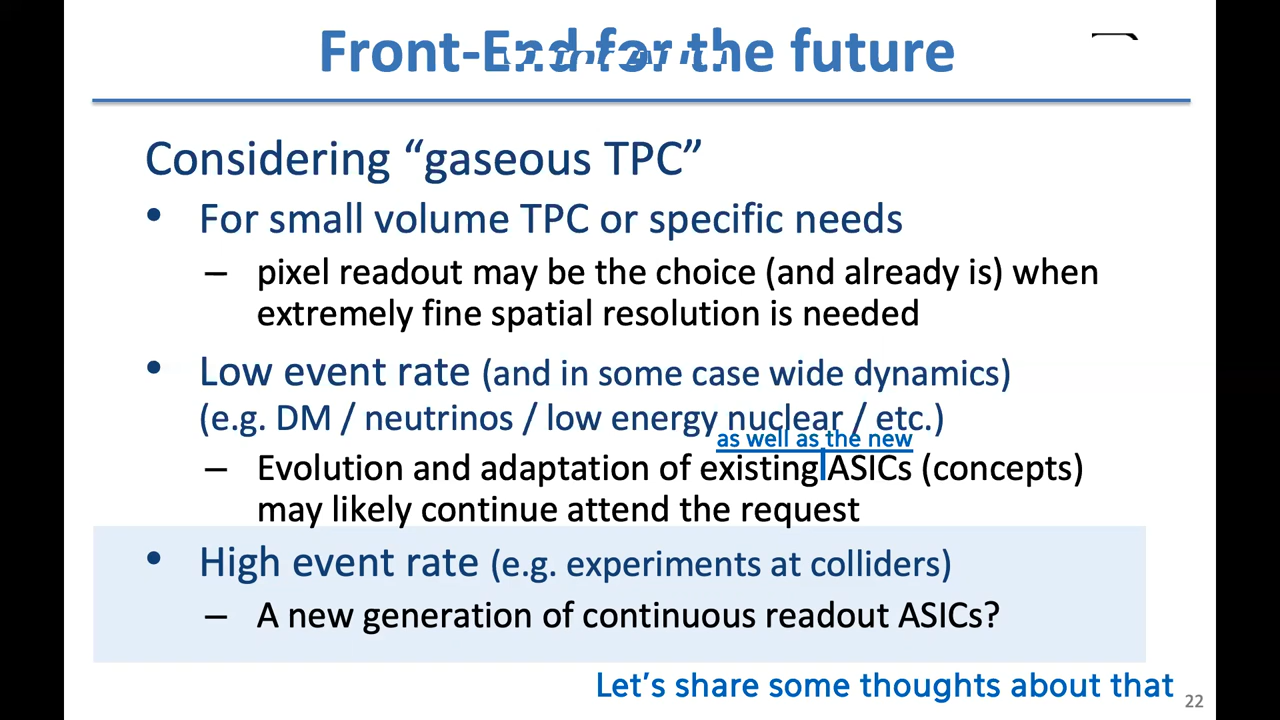 Front-End for the future
Considering “gaseous TPC”
• For small volume TPC or specific needs
– pixel readout may be the choice (and already is) when
extremely fine spatial resolution is needed
• Low event rate (and in some case wide dynamics)
(e.g. DM / neutrinos / low energy nuclear / etc.)
as well as the new
– Evolution and adaptation of existing ASICs (concepts)
may likely continue attend the request
• High event rate (e.g. experiments at colliders)
– A new generation of continuous readout ASICs?
Let’s share some thoughts about that
22